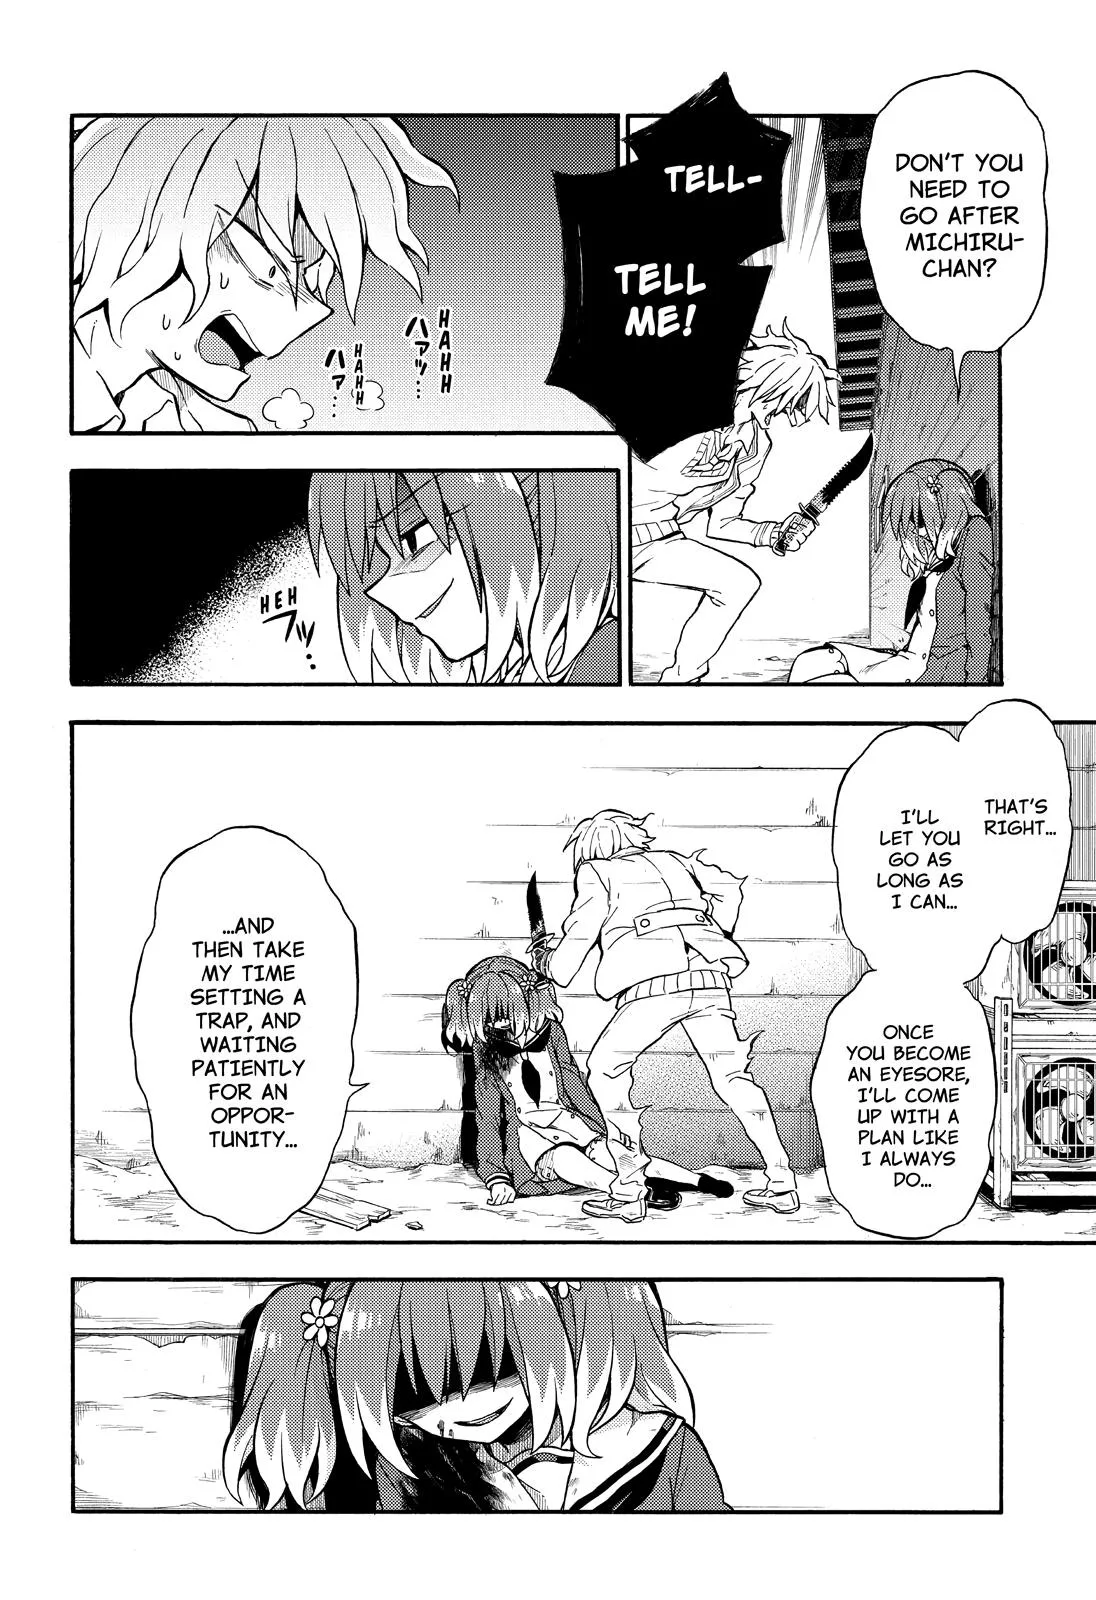 DON'T YOU
NEED TO
GO AFTER
MICHIRU-
CHAN?
TELL-
TELL
ME!
HAHH
ハァッ…
HAHH
ハァ…
HEH
フッ…
THAT'S
RIGHT...
I'LL
LET YOU
GO AS
LONG AS
I CAN...
ONCE
YOU BECOME
AN EYESORE,
I'LL COME
UP WITH A
PLAN LIKE
I ALWAYS
DO...
...AND
THEN TAKE
MY TIME
SETTING A
TRAP, AND
WAITING
PATIENTLY
FOR AN
OPPOR-
TUNITY...